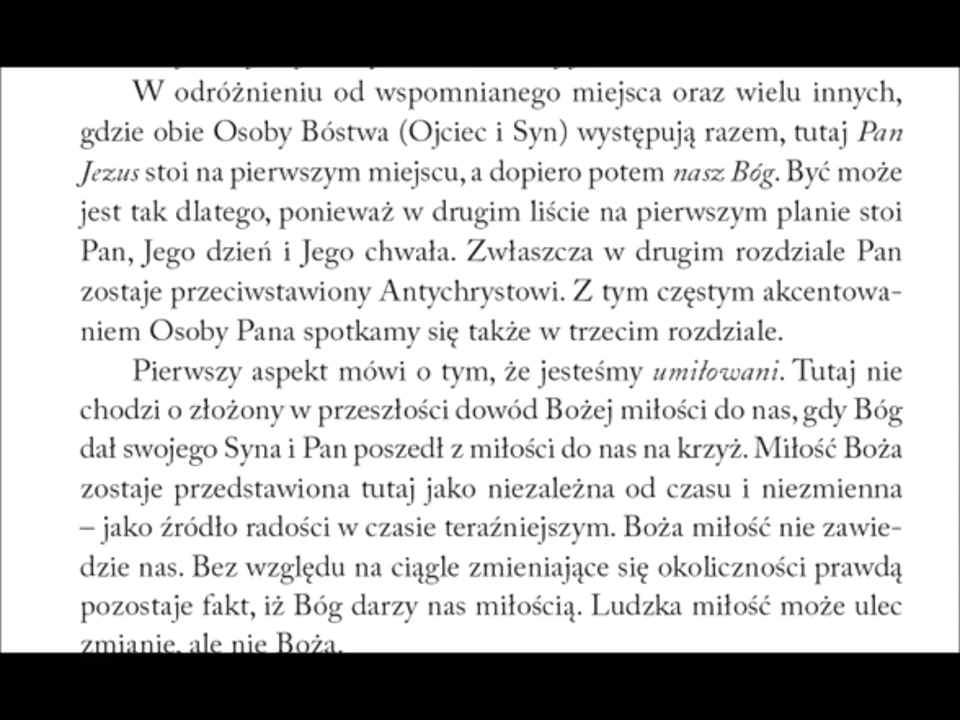 W odróżnieniu od wspomnianego miejsca oraz wielu innych,
gdzie obie Osoby Bóstwa (Ojciec i Syn) występują razem, tutaj Pan
Jezus stoi na pierwszym miejscu, a dopiero potem nasz Bóg. Być może
jest tak dlatego, ponieważ w drugim liście na pierwszym planie stoi
Pan, Jego dzień i Jego chwała. Zwłaszcza w drugim rozdziale Pan
zostaje przeciwstawiony Antychrystowi. Z tym częstym akcentowa-
niem Osoby Pana spotkamy się także w trzecim rozdziale.
Pierwszy aspekt mówi o tym, że jesteśmy umiłowani. Tutaj nie
chodzi o złożony w przeszłości dowód Bożej miłości do nas, gdy Bóg
dał swojego Syna i Pan poszedł z miłości do nas na krzyż. Miłość Boża
zostaje przedstawiona tutaj jako niezależna od czasu i niezmienna
– jako źródło radości w czasie teraźniejszym. Boża miłość nie zawie-
dzie nas. Bez względu na ciągle zmieniające się okoliczności prawdą
pozostaje fakt, iż Bóg darzy nas miłością. Ludzka miłość może ulec
zmianie, ale nie Boża.